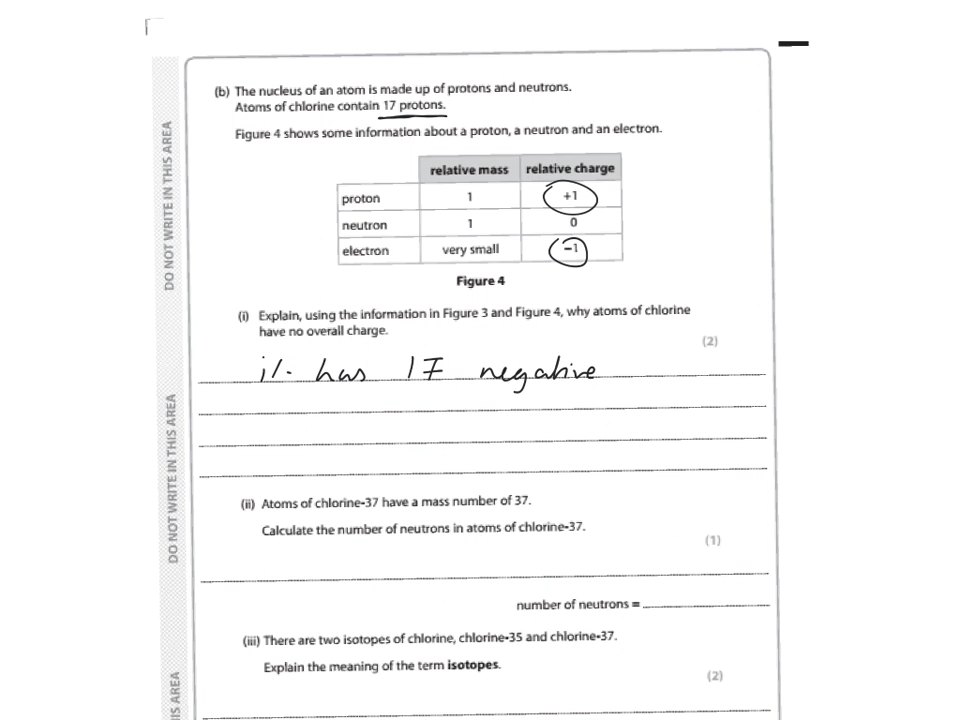 (b) The nucleus of an atom is made up of protons and neutrons.
Atoms of chlorine contain 17 protons.
Figure 4 shows some information about a proton, a neutron and an electron.
relative mass relative charge
proton 1 +1
neutron 1 0
electron very small −1
Figure 4
(i) Explain, using the information in Figure 3 and Figure 4, why atoms of chlorine
have no overall charge.
(2)
it has 17 negative
(ii) Atoms of chlorine-37 have a mass number of 37.
Calculate the number of neutrons in atoms of chlorine-37.
(1)
number of neutrons =
(iii) There are two isotopes of chlorine, chlorine-35 and chlorine-37.
Explain the meaning of the term isotopes.
(2)
DO NOT WRITE IN THIS AREA
DO NOT WRITE IN THIS AREA
IS AREA